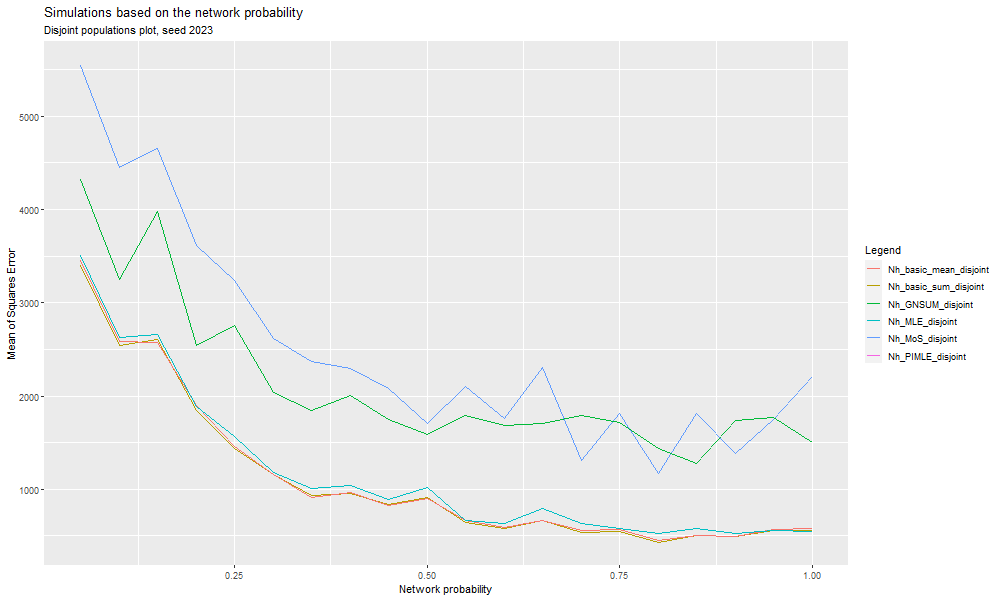 Simulations based on the network probability
Disjoint populations plot, seed 2023
Mean of Squares Error
5000
4000
3000
2000
1000
0.25
0.50
0.75
1.00
Network probability
Legend
Nh_basic_mean_disjoint
Nh_basic_sum_disjoint
Nh_GNSUM_disjoint
Nh_MLE_disjoint
Nh_MoS_disjoint
Nh_PIMLE_disjoint